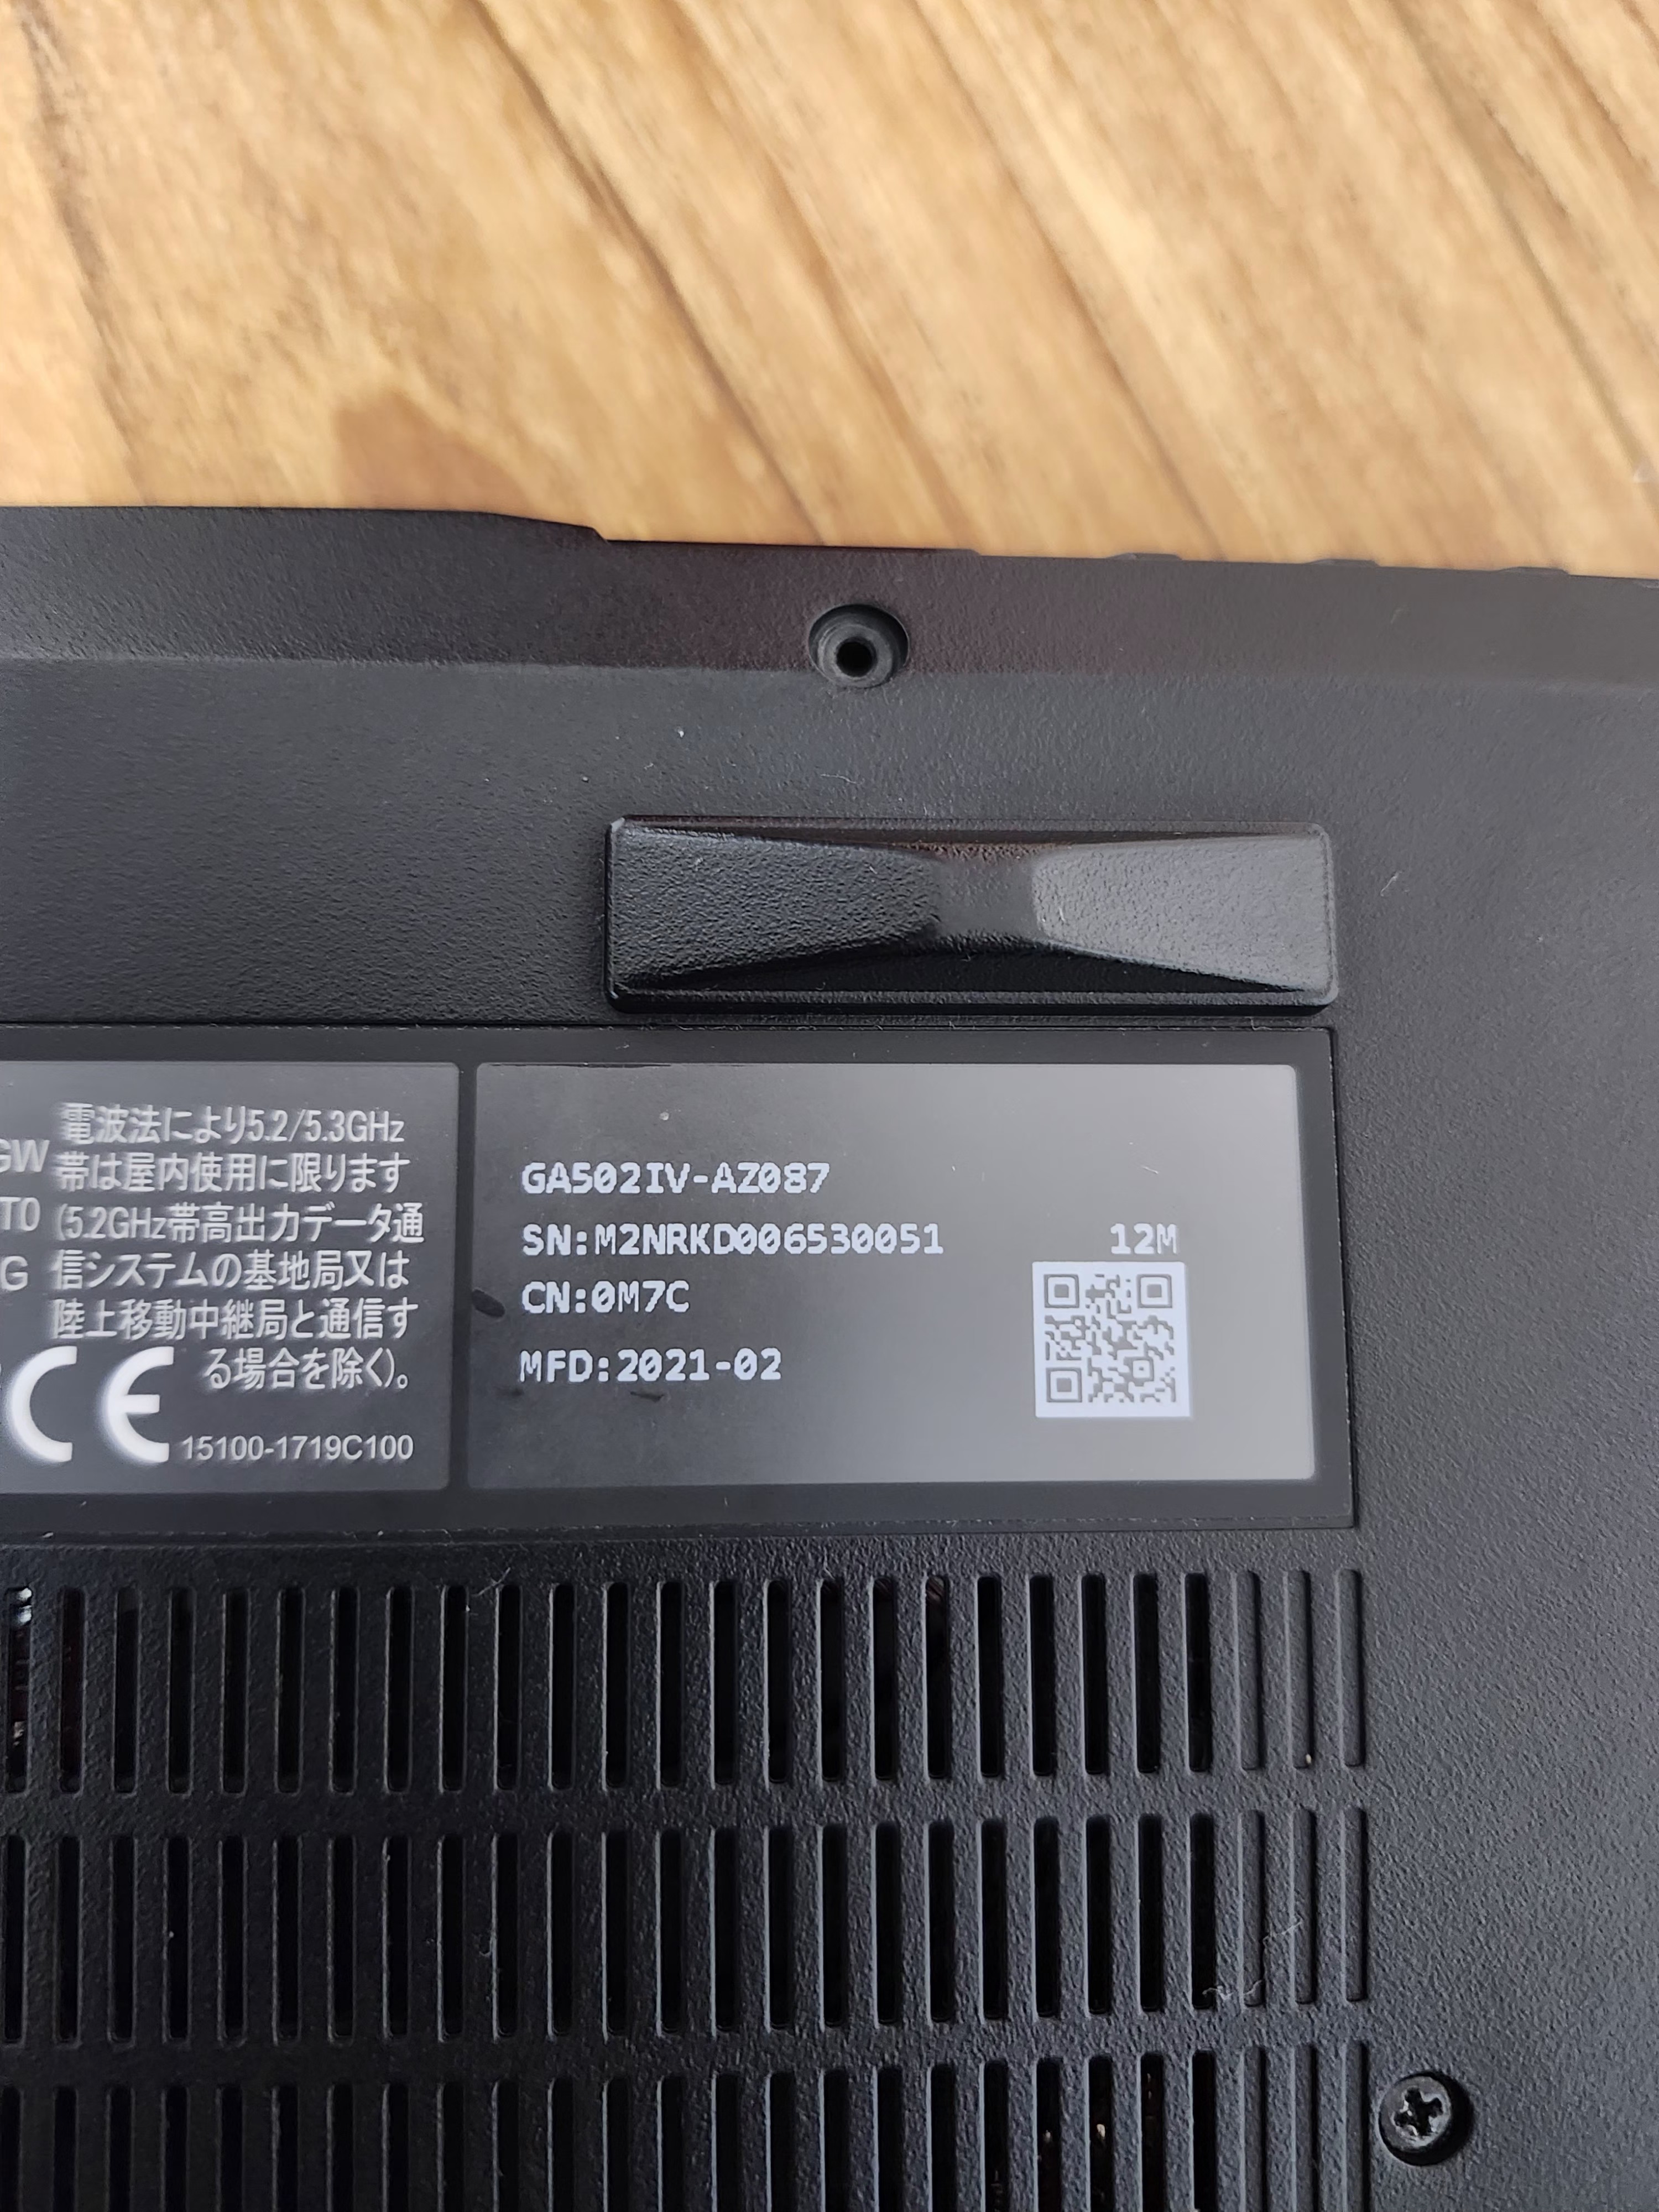 GW
T0
G
電波法により5.2/5.3GHz
帯は屋内使用に限ります
(5.2GHz帯高出力データ通
信システムの基地局又は
陸上移動中継局と通信す
る場合を除く)。
CE
15100-1719C100
GA502IV-AZ087
SN:M2NRKD006530051
12M
CN:0M7C
MFD:2021-02